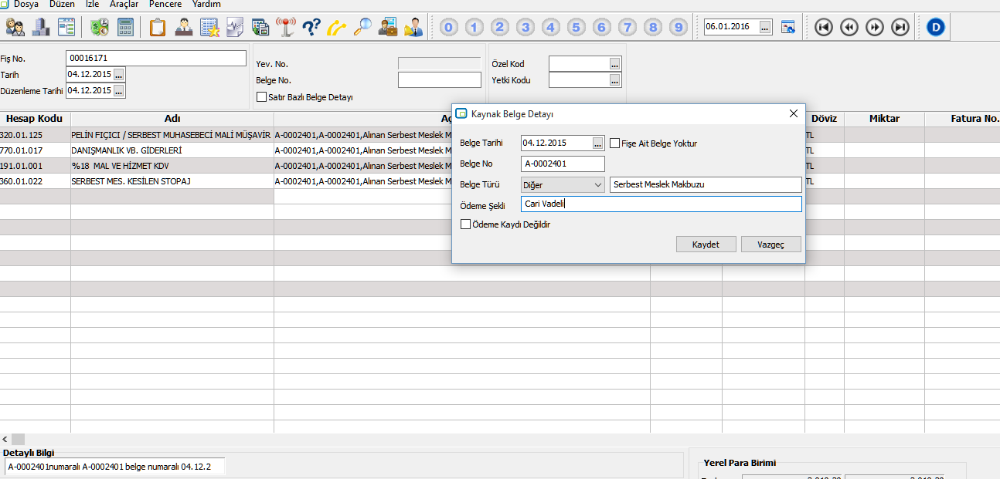 Dosya Düzen İzle Araçlar Pencere Yardım
0 1 2 3 4 5 6 7 8 9 06.01.2016 ... D
Fiş No. 00016171
Tarih 04.12.2015 ...
Düzenleme Tarihi 04.12.2015 ...
Yev. No.
Belge No.
Satır Bazlı Belge Detayı
Özel Kod ...
Yetki Kodu ...
Hesap Kodu Adı Döviz Miktar Fatura No.
320.01.125 PELİN FIÇICI / SERBEST MUHASEBECİ MALİ MÜŞAVİR A-0002401,A-0002401,Alınan Serbest Meslek M TL
770.01.017 DANIŞMANLIK VB. GİDERLERİ A-0002401,A-0002401,Alınan Serbest Meslek M TL
191.01.001 %18 MAL VE HİZMET KDV A-0002401,A-0002401,Alınan Serbest Meslek M TL
360.01.022 SERBEST MES. KESİLEN STOPAJ A-0002401,A-0002401,Alınan Serbest Meslek M TL
Kaynak Belge Detayı
Belge Tarihi 04.12.2015 ... Fişe Ait Belge Yoktur
Belge No A-0002401
Belge Türü Diğer Serbest Meslek Makbuzu
Ödeme Şekli Cari Vadeli
Ödeme Kaydı Değildir
Kaydet Vazgeç
Detaylı Bilgi
A-0002401numaralı A-0002401 belge numaralı 04.12.2
Yerel Para Birimi